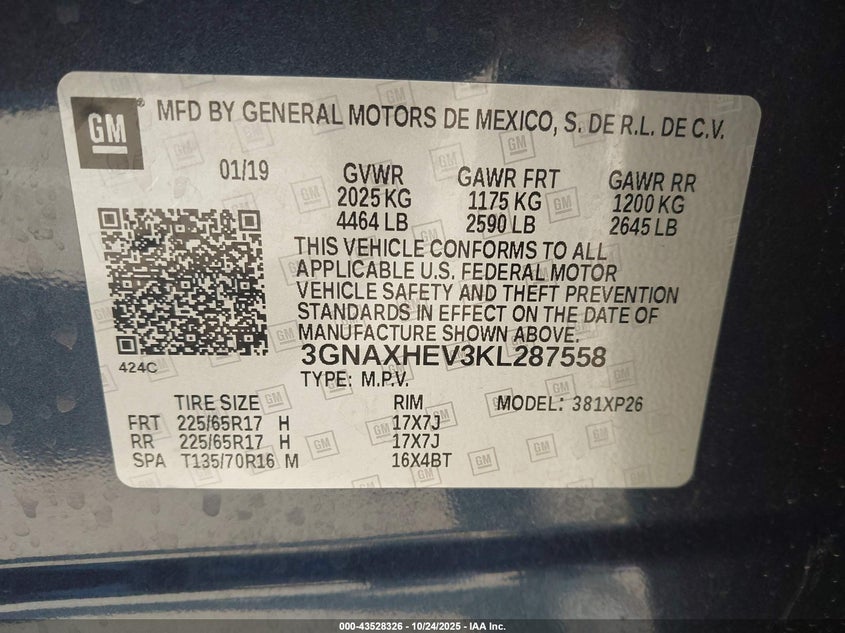 GM® MFD BY GENERAL MOTORS DE MEXICO, S. DE R.L. DE C.V.
01/19 GVWR GAWR FRT GAWR RR
2025 KG 1175 KG 1200 KG
4464 LB 2590 LB 2645 LB
THIS VEHICLE CONFORMS TO ALL
APPLICABLE U.S. FEDERAL MOTOR
VEHICLE SAFETY AND THEFT PREVENTION
STANDARDS IN EFFECT ON THE DATE OF
MANUFACTURE SHOWN ABOVE.
424C 3GNAXHEV3KL287558
TYPE: M.P.V.
TIRE SIZE RIM MODEL: 381XP26
FRT 225/65R17 H 17X7J
RR 225/65R17 H 17X7J
SPA T135/70R16 M 16X4BT
000-43528326 - 10/24/2025 - IAA Inc.